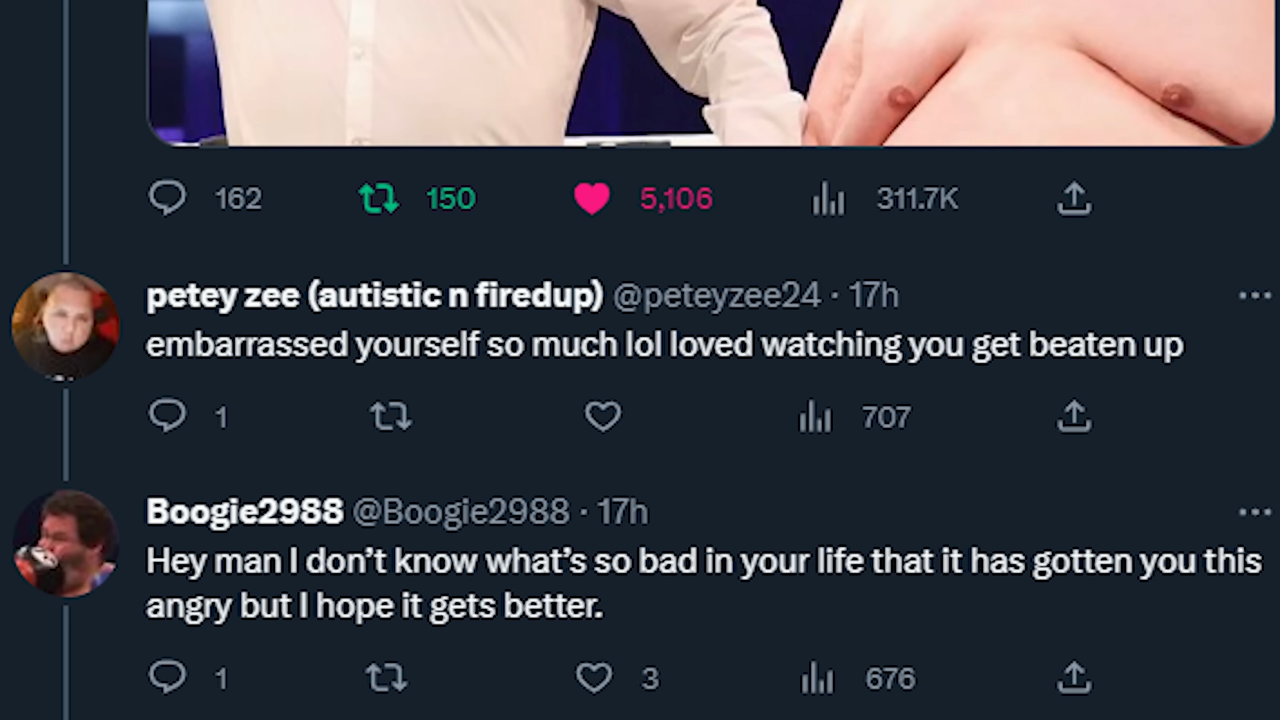 162 150 5,106 311.7K
petey zee (autistic n firedup) @peteyzee24 · 17h
embarrassed yourself so much lol loved watching you get beaten up
1 707
Boogie2988 @Boogie2988 · 17h
Hey man I don’t know what’s so bad in your life that it has gotten you this
angry but I hope it gets better.
1 3 676